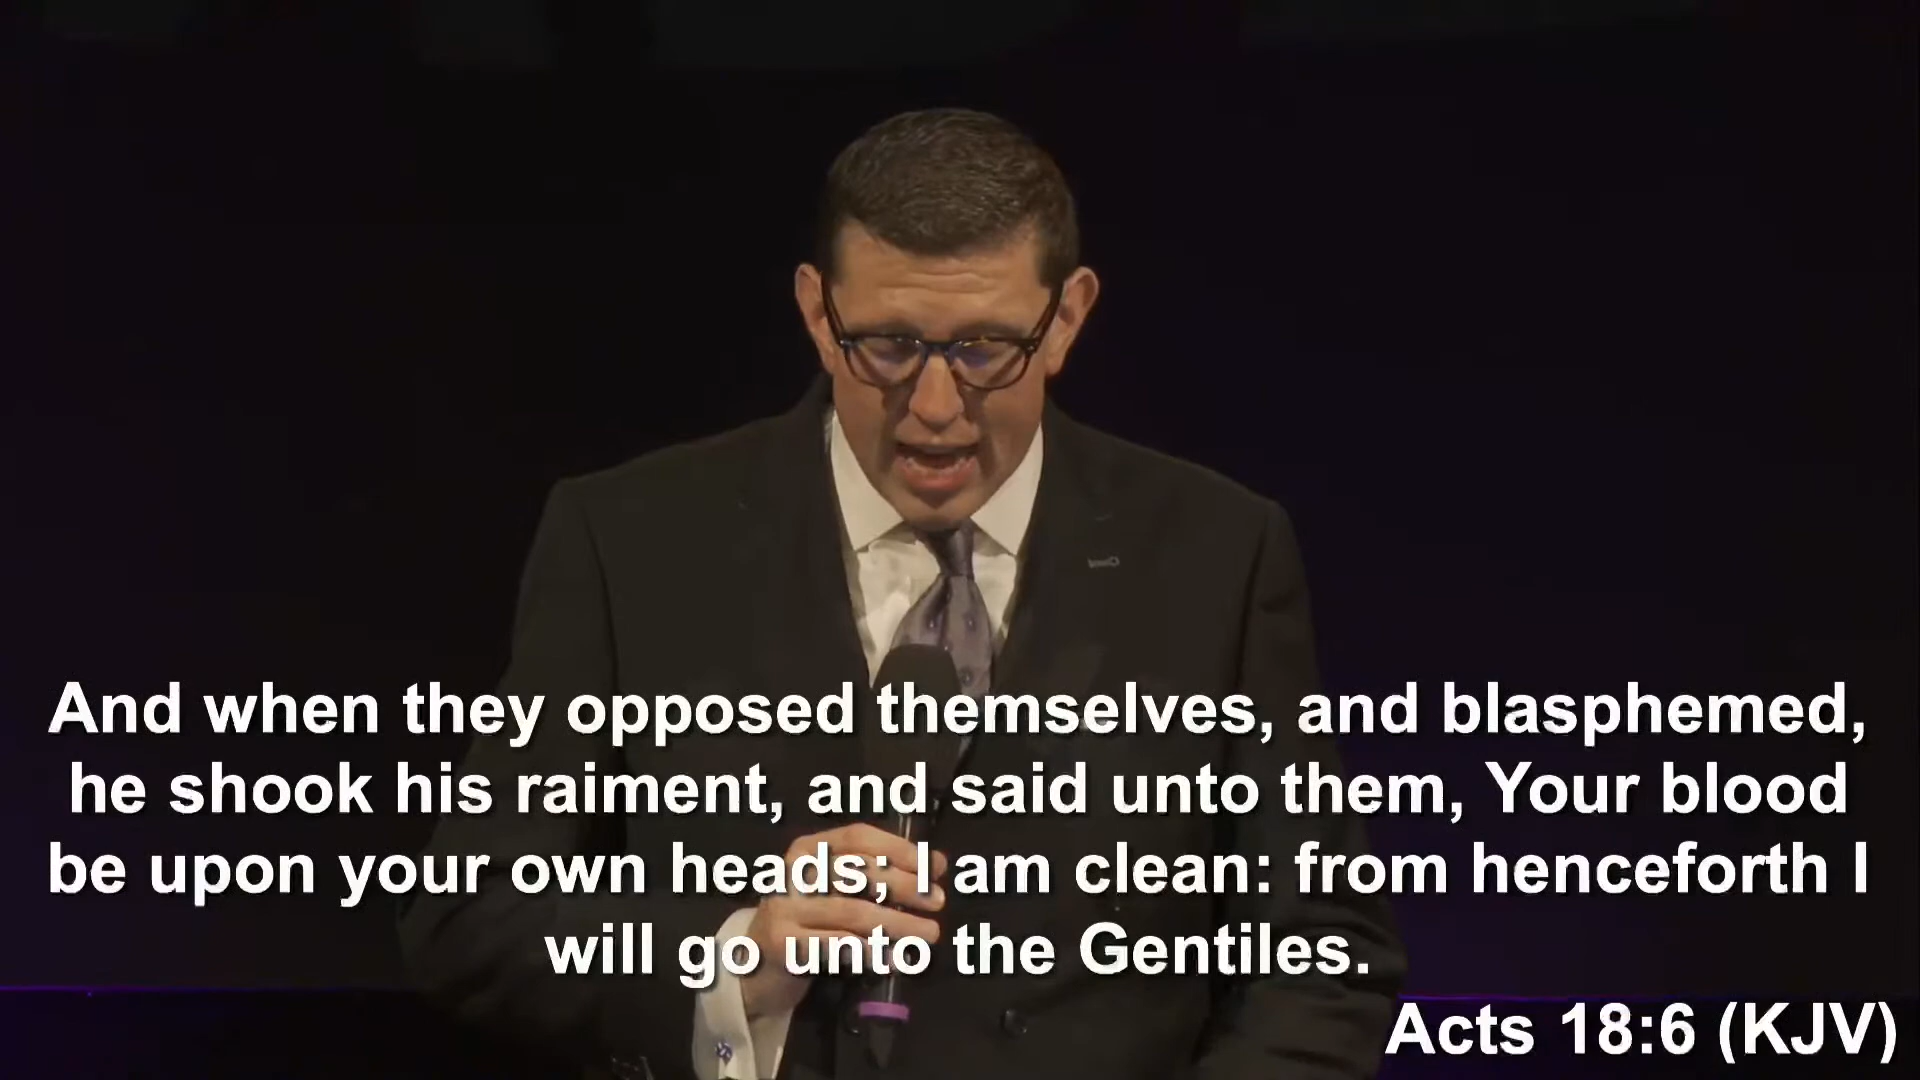 And when they opposed themselves, and blasphemed,
he shook his raiment, and said unto them, Your blood
be upon your own heads; I am clean: from henceforth I
will go unto the Gentiles.
Acts 18:6 (KJV)